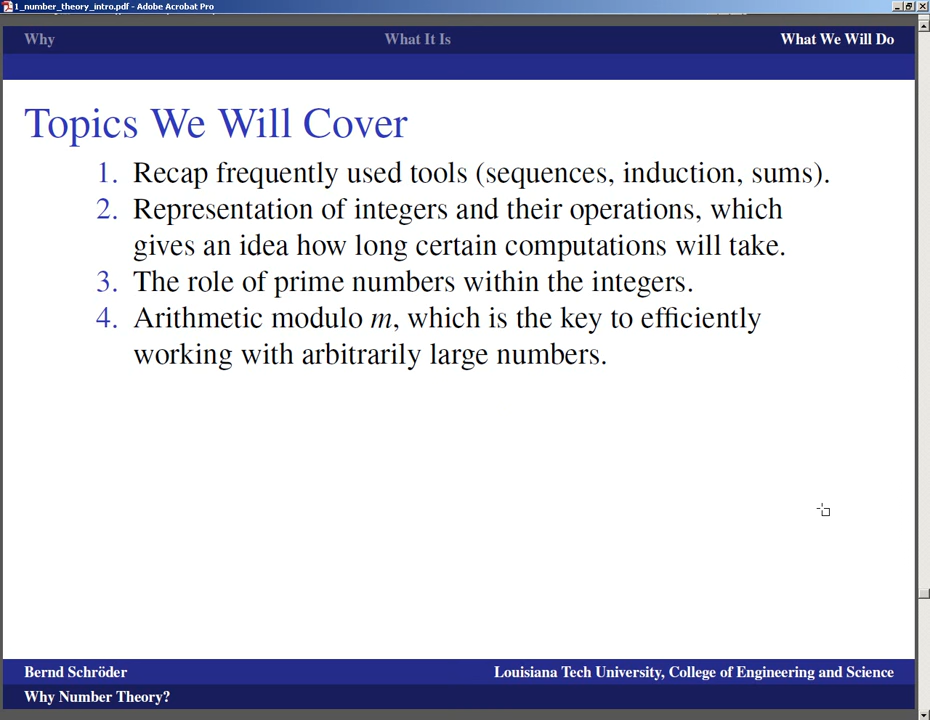 1_number_theory_intro.pdf - Adobe Acrobat Pro
Why What It Is What We Will Do
Topics We Will Cover
1. Recap frequently used tools (sequences, induction, sums).
2. Representation of integers and their operations, which
gives an idea how long certain computations will take.
3. The role of prime numbers within the integers.
4. Arithmetic modulo m, which is the key to efficiently
working with arbitrarily large numbers.
Bernd Schröder Louisiana Tech University, College of Engineering and Science
Why Number Theory?